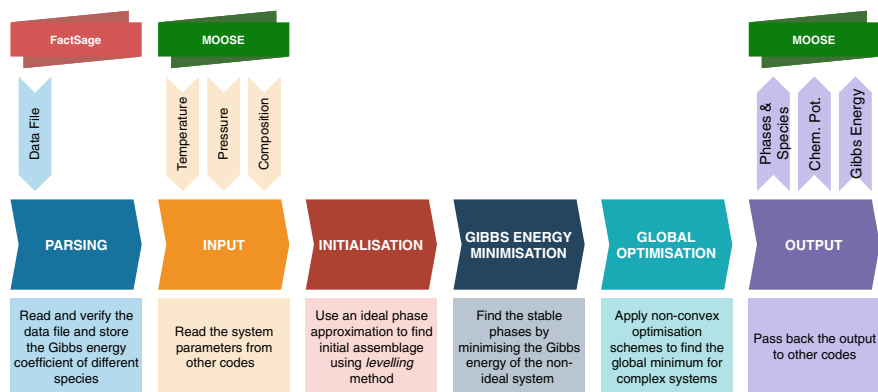 FactSage
MOOSE
MOOSE
Data File
Temperature
Pressure
Composition
Phases &
Species
Chem. Pot.
Gibbs Energy
PARSING
INPUT
INITIALISATION
GIBBS ENERGY
MINIMISATION
GLOBAL
OPTIMISATION
OUTPUT
Read and verify the
data file and store
the Gibbs energy
coefficient of different
species
Read the system
parameters from
other codes
Use an ideal phase
approximation to find
initial assemblage
using levelling
method
Find the stable
phases by
minimising the Gibbs
energy of the non-
ideal system
Apply non-convex
optimisation
schemes to find the
global minimum for
complex systems
Pass back the output
to other codes